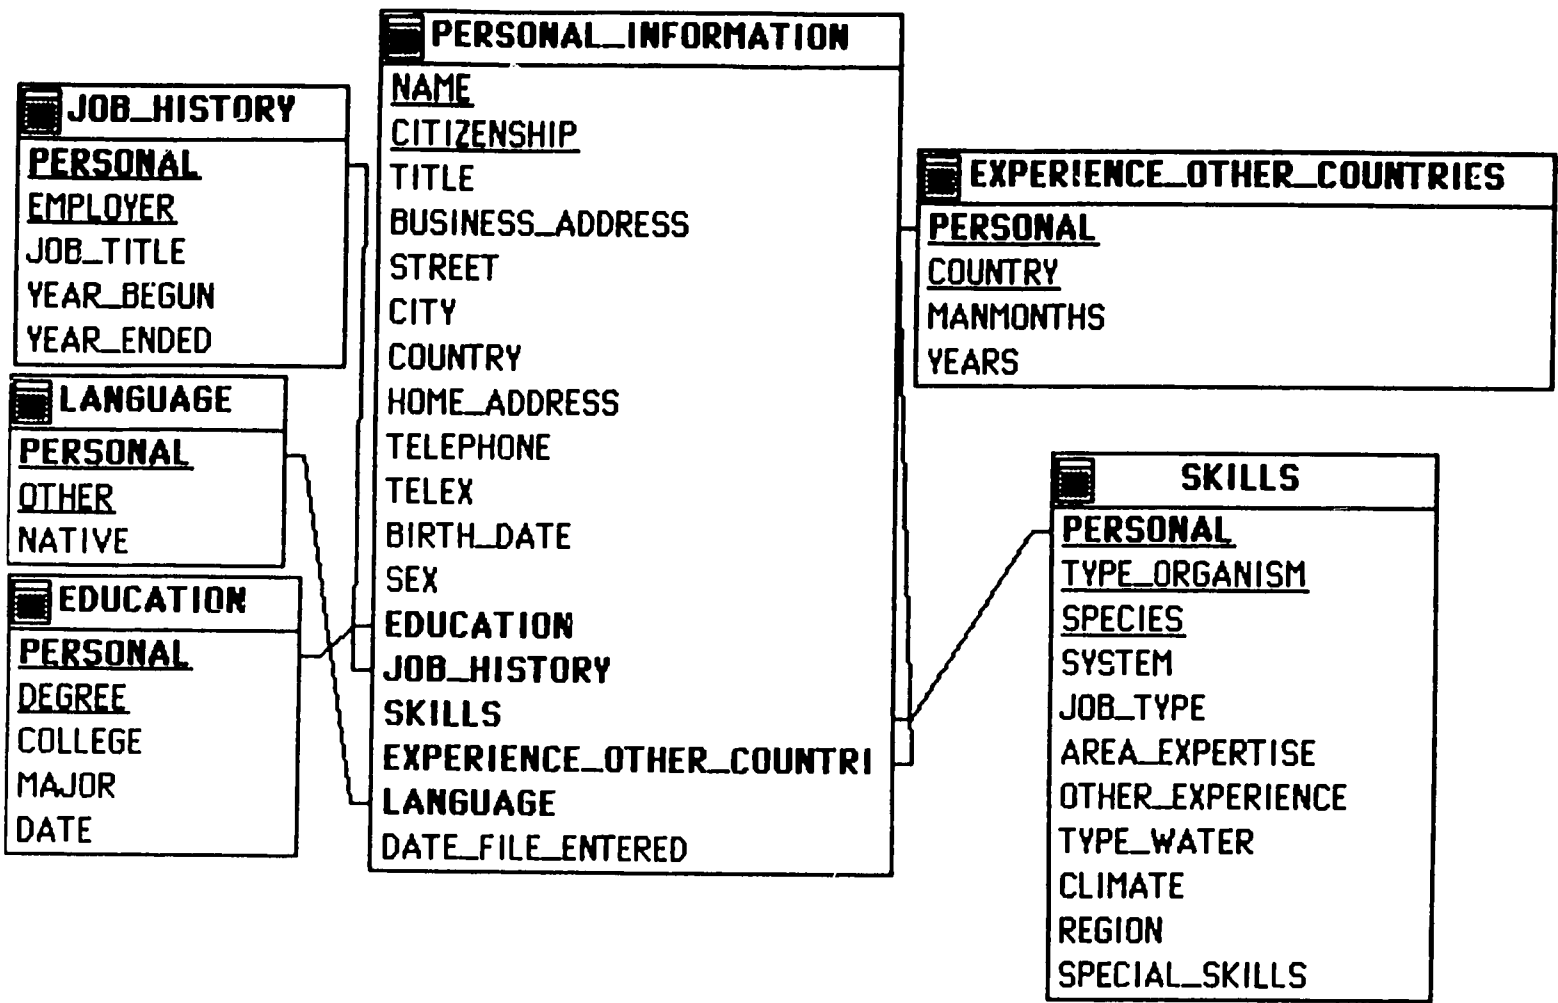 PERSONAL_INFORMATION
NAME
CITIZENSHIP
TITLE
BUSINESS_ADDRESS
STREET
CITY
COUNTRY
HOME_ADDRESS
TELEPHONE
TELEX
BIRTH_DATE
SEX
EDUCATION
JOB_HISTORY
SKILLS
EXPERIENCE_OTHER_COUNTRI
LANGUAGE
DATE_FILE_ENTERED
JOB_HISTORY
PERSONAL
EMPLOYER
JOB_TITLE
YEAR_BEGUN
YEAR_ENDED
LANGUAGE
PERSONAL
OTHER
NATIVE
EDUCATION
PERSONAL
DEGREE
COLLEGE
MAJOR
DATE
EXPERIENCE_OTHER_COUNTRIES
PERSONAL
COUNTRY
MANMONTHS
YEARS
SKILLS
PERSONAL
TYPE_ORGANISM
SPECIES
SYSTEM
JOB_TYPE
AREA_EXPERTISE
OTHER_EXPERIENCE
TYPE_WATER
CLIMATE
REGION
SPECIAL_SKILLS